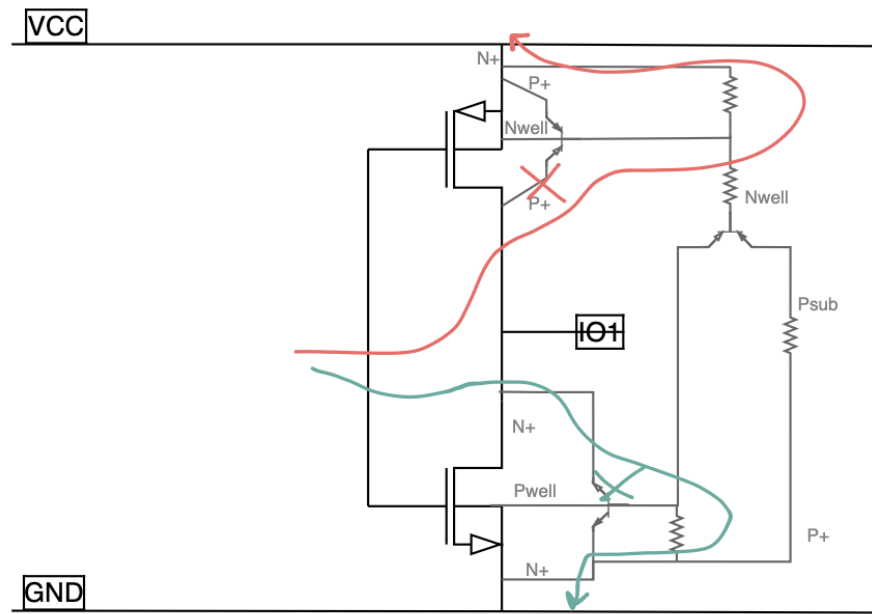 VCC
N+
P+
Nwell
P+
Nwell
Psub
IO1
N+
Pwell
P+
N+
GND